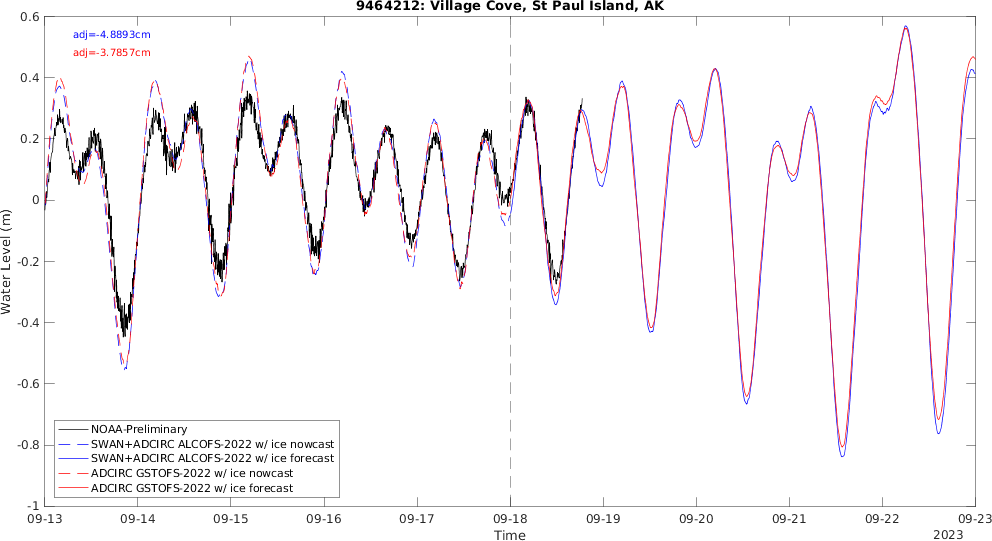 9464212: Village Cove, St Paul Island, AK
adj=-4.8893cm
adj=-3.7857cm
Water Level (m)
0.6
0.4
0.2
0
-0.2
-0.4
-0.6
-0.8
-1
NOAA-Preliminary
SWAN+ADCIRC ALCOFS-2022 w/ ice nowcast
SWAN+ADCIRC ALCOFS-2022 w/ ice forecast
ADCIRC GSTOFS-2022 w/ ice nowcast
ADCIRC GSTOFS-2022 w/ ice forecast
09-13 09-14 09-15 09-16 09-17 09-18 09-19 09-20 09-21 09-22 09-23
Time
2023